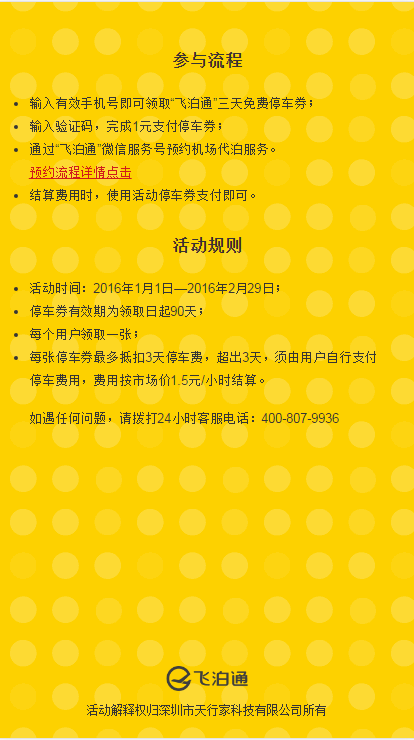 参与流程
• 输入有效手机号即可领取“飞泊通”三天免费停车券；
• 输入验证码，完成1元支付停车券；
• 通过“飞泊通”微信服务号预约机场代泊服务。
预约流程详情点击
• 结算费用时，使用活动停车券支付即可。
活动规则
• 活动时间：2016年1月1日—2016年2月29日；
• 停车券有效期为领取日起90天；
• 每个用户领取一张；
• 每张停车券最多抵扣3天停车费，超出3天，须由用户自行支付
停车费用，费用按市场价1.5元/小时结算。
如遇任何问题，请拨打24小时客服电话：400-807-9936
飞泊通
活动解释权归深圳市天行家科技有限公司所有